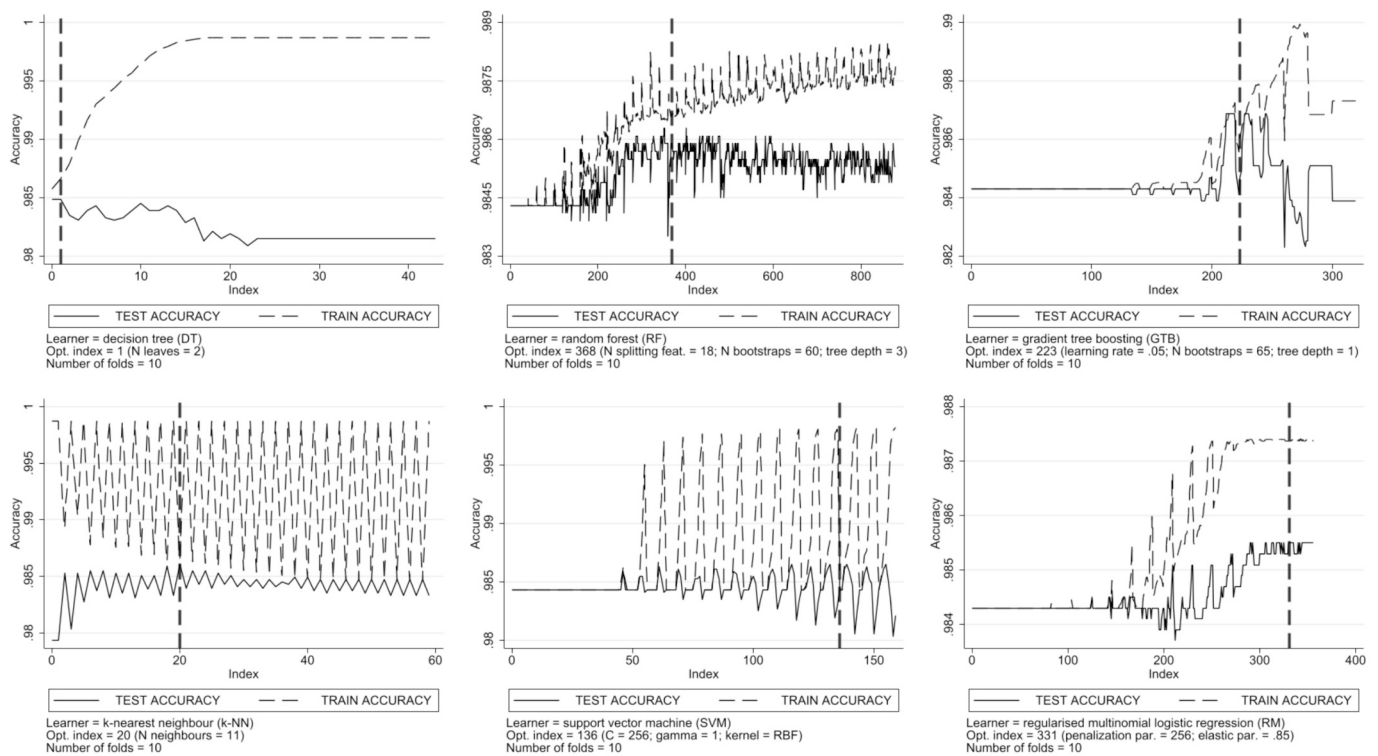 1
.995
.99
.985
.98
Accuracy
0
10
20
30
40
Index
TEST ACCURACY
TRAIN ACCURACY
Learner = decision tree (DT)
Opt. index = 1 (N leaves = 2)
Number of folds = 10
.989
.9875
.986
.9845
.983
Accuracy
0
200
400
600
800
Index
TEST ACCURACY
TRAIN ACCURACY
Learner = random forest (RF)
Opt. index = 368 (N splitting feat. = 18; N bootstraps = 60; tree depth = 3)
Number of folds = 10
.99
.988
.986
.984
.982
Accuracy
0
100
200
300
Index
TEST ACCURACY
TRAIN ACCURACY
Learner = gradient tree boosting (GTB)
Opt. index = 223 (learning rate = .05; N bootstraps = 65; tree depth = 1)
Number of folds = 10
1
.995
.99
.985
.98
Accuracy
0
20
40
60
Index
TEST ACCURACY
TRAIN ACCURACY
Learner = k-nearest neighbour (k-NN)
Opt. index = 20 (N neighbours = 11)
Number of folds = 10
1
.995
.99
.985
.98
Accuracy
0
50
100
150
Index
TEST ACCURACY
TRAIN ACCURACY
Learner = support vector machine (SVM)
Opt. index = 136 (C = 256; gamma = 1; kernel = RBF)
Number of folds = 10
.988
.987
.986
.985
.984
Accuracy
0
100
200
300
400
Index
TEST ACCURACY
TRAIN ACCURACY
Learner = regularised multinomial logistic regression (RM)
Opt. index = 331 (penalization par. = 256; elastic par. = .85)
Number of folds = 10